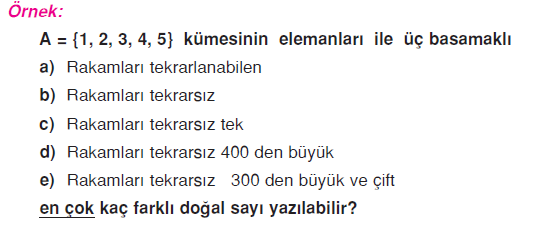 Örnek:
A = {1, 2, 3, 4, 5} kümesinin elemanları ile üç basamaklı
a) Rakamları tekrarlanabilen
b) Rakamları tekrarsız
c) Rakamları tekrarsız tek
d) Rakamları tekrarsız 400 den büyük
e) Rakamları tekrarsız 300 den büyük ve çift
en çok kaç farklı doğal sayı yazılabilir?